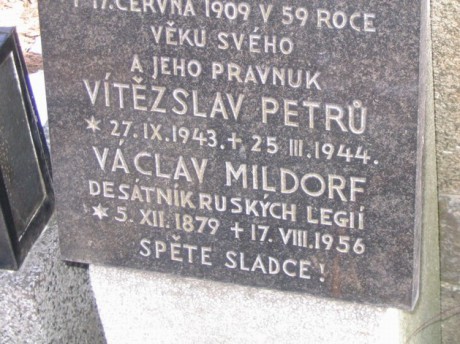 † 17. ČERVNA 1909 V 59 ROCE
VĚKU SVÉHO
A JEHO PRAVNUK
VÍTĚZSLAV PETRŮ
* 27. IX. 1943. + 25 III. 1944.
VÁCLAV MILDORF
DESÁTNÍK RUSKÝCH LEGIÍ
* 5. XII. 1879 + 17. VIII. 1956
SPĚTE SLADCE!